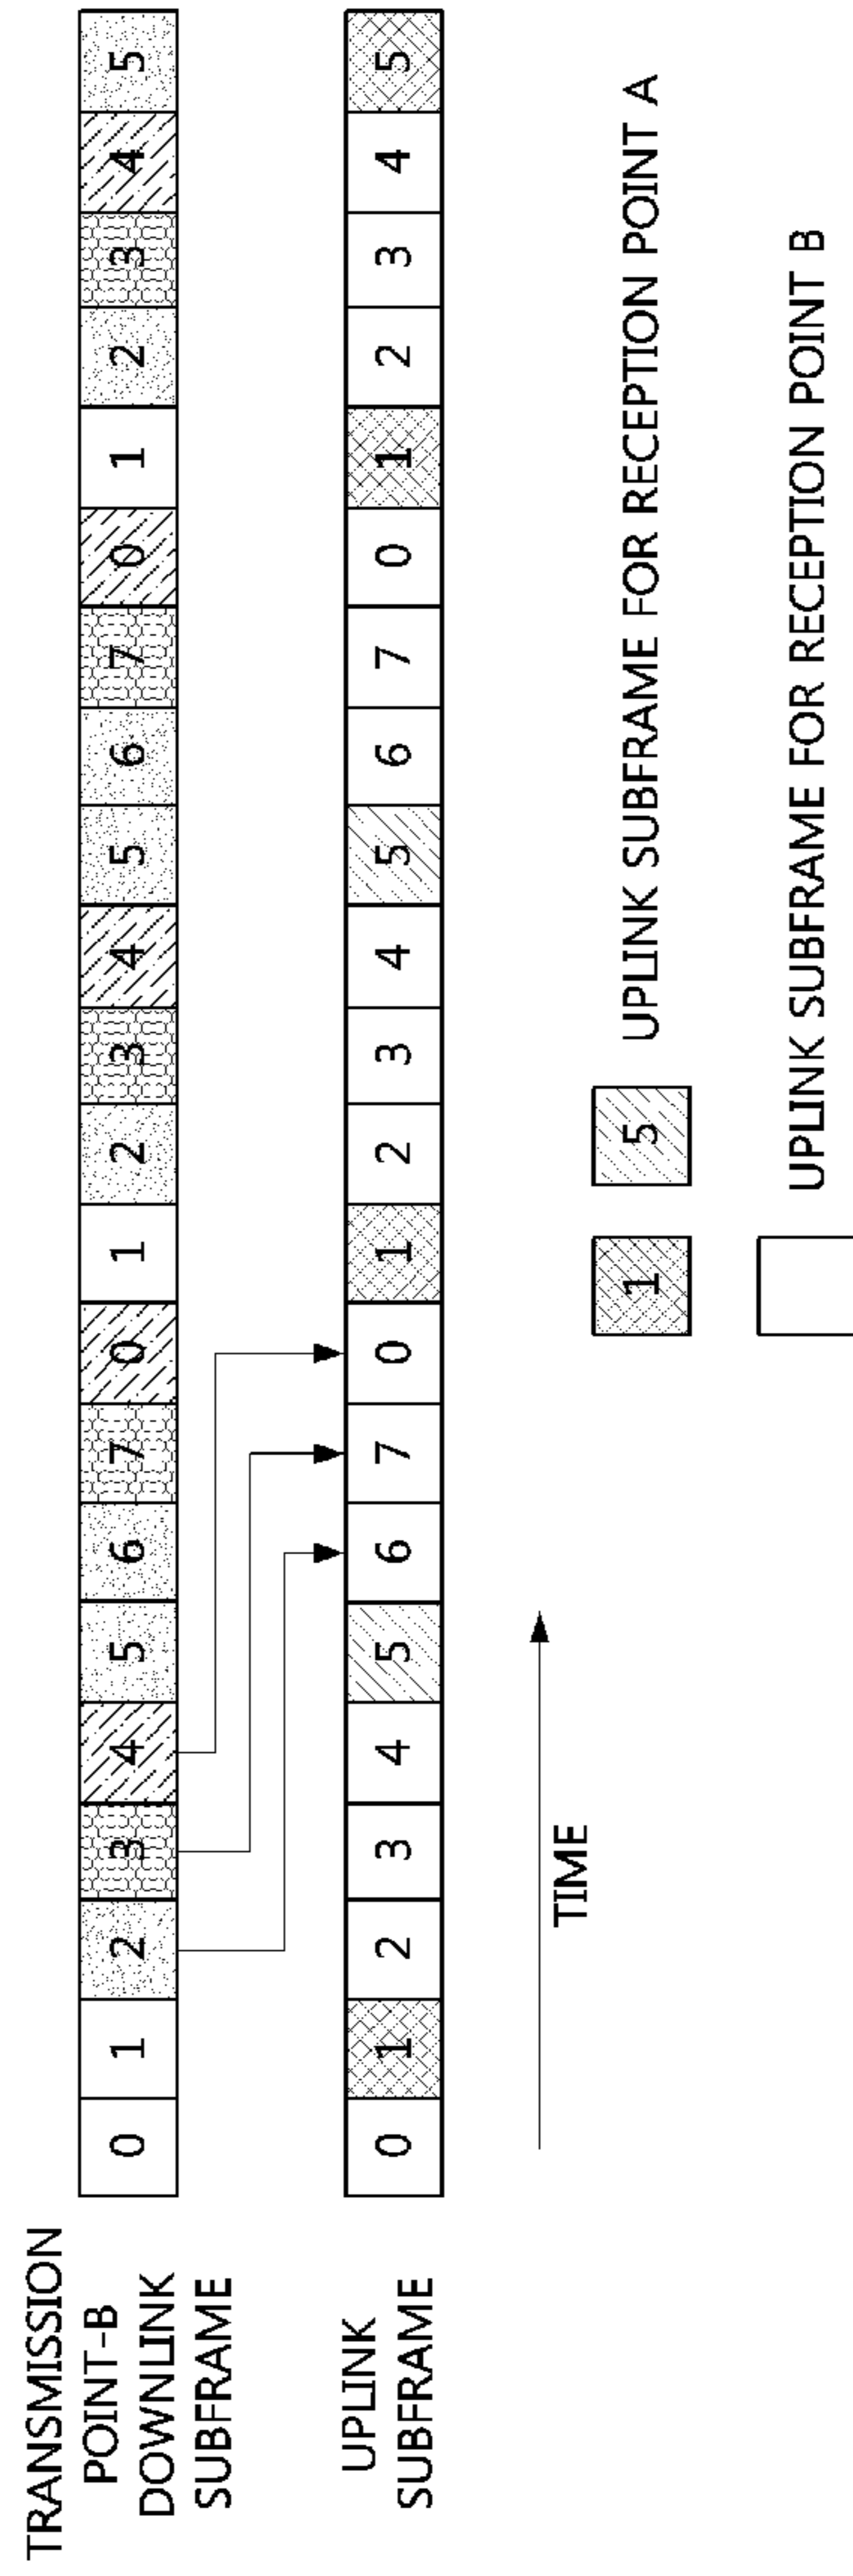 TRANSMISSION
POINT-B
DOWNLINK
SUBFRAME
0 1 2 3 4 5 6 7 0 1 2 3 4 5 6 7 0 1 2 3 4 5
UPLINK
SUBFRAME
0 1 2 3 4 5 6 7 0 1 2 3 4 5 6 7 0 1 2 3 4 5
TIME
1 5 UPLINK SUBFRAME FOR RECEPTION POINT A
UPLINK SUBFRAME FOR RECEPTION POINT B